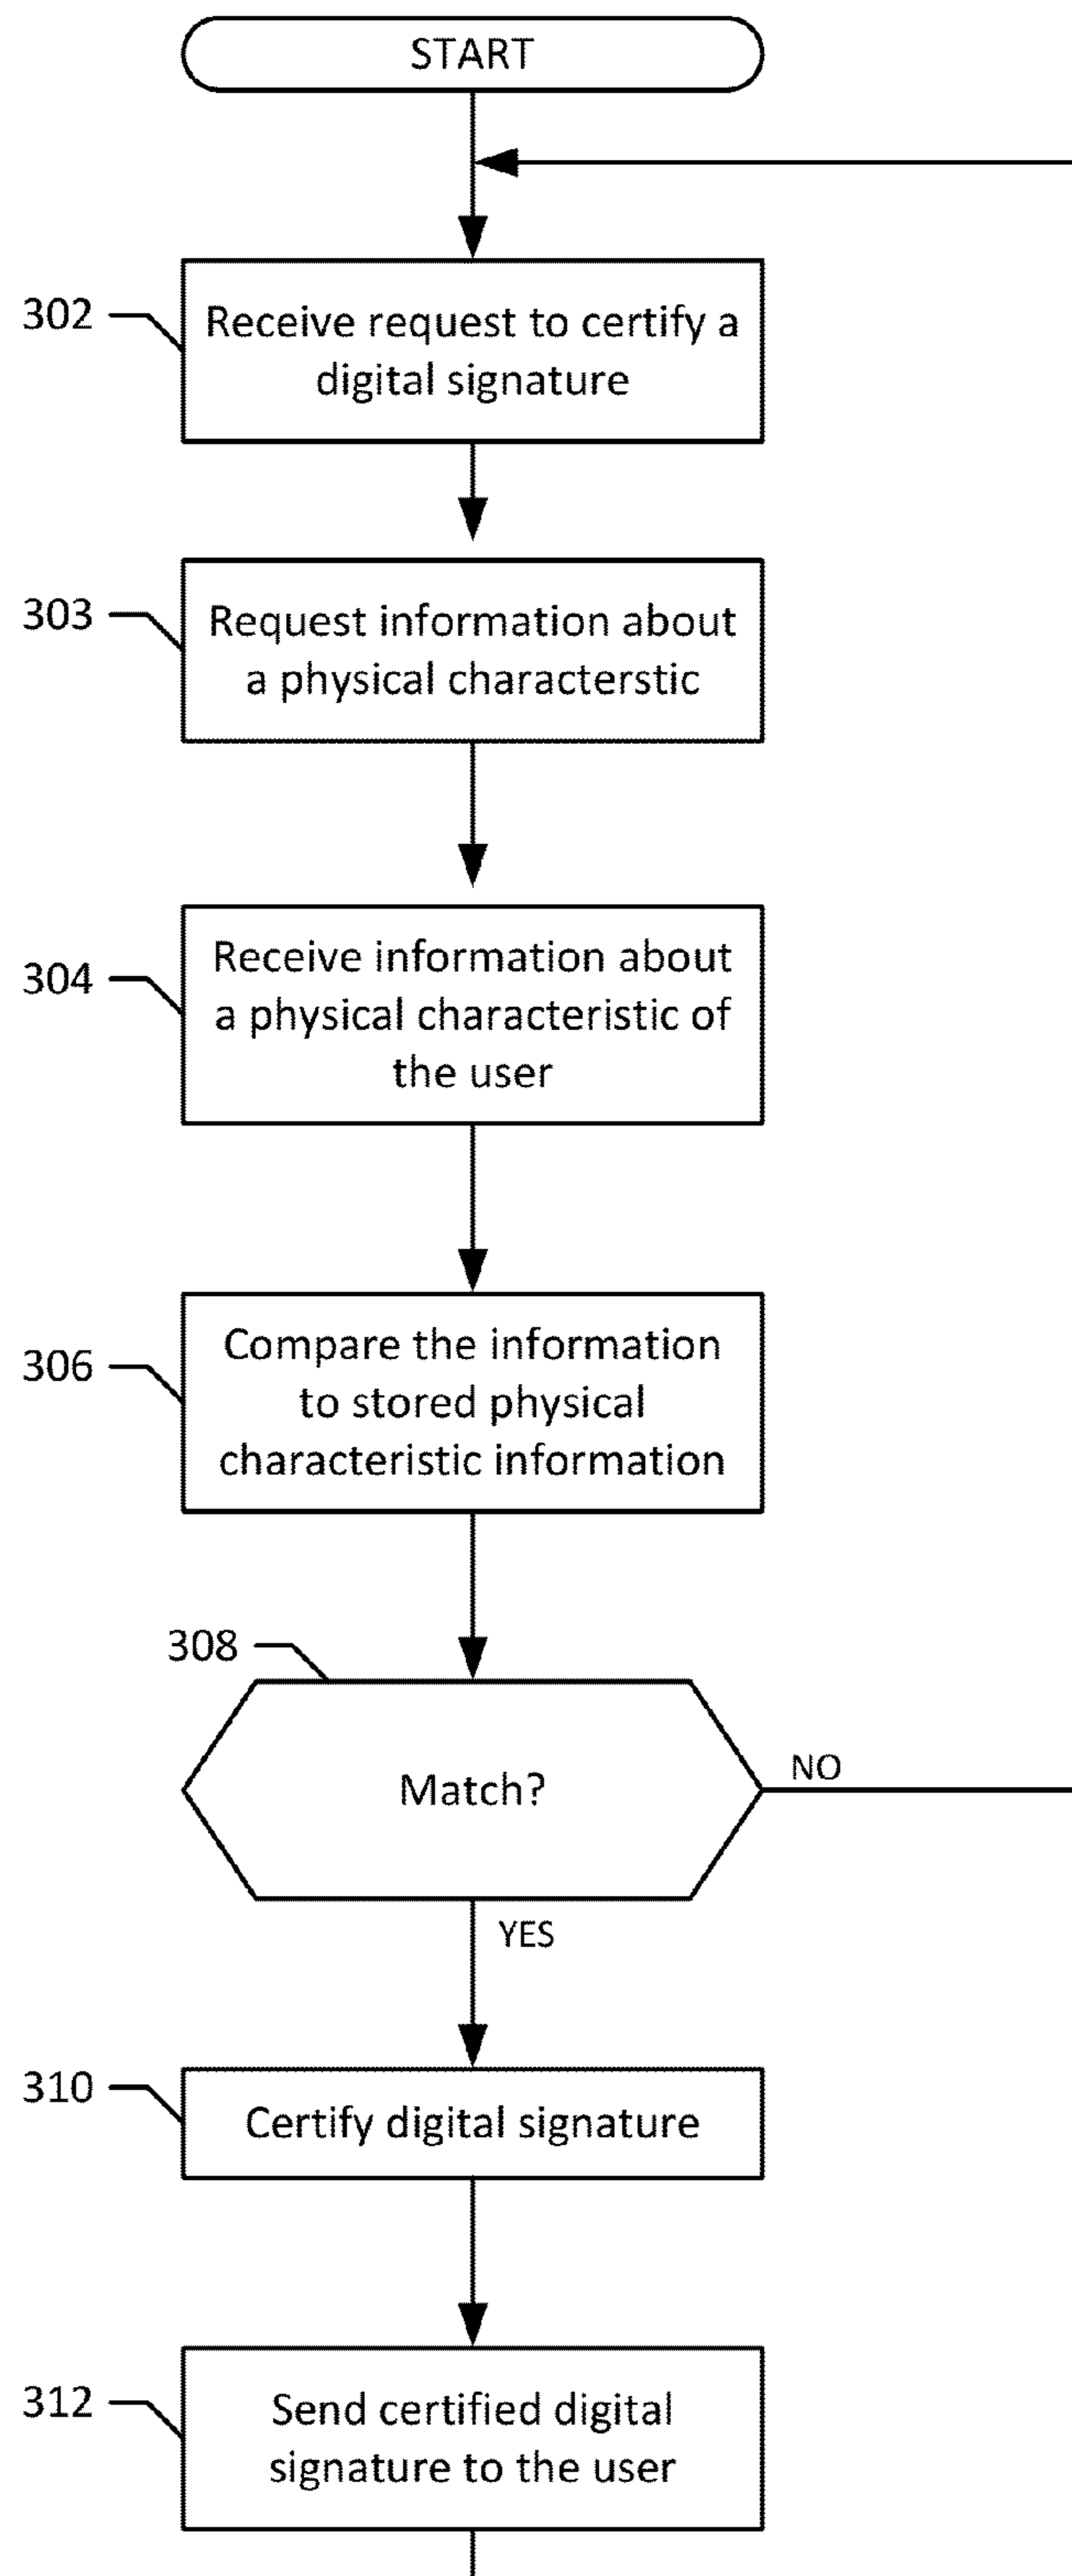 START
302
Receive request to certify a
digital signature
303
Request information about
a physical characterstic
304
Receive information about
a physical characteristic of
the user
306
Compare the information
to stored physical
characteristic information
308
Match?
NO
YES
310
Certify digital signature
312
Send certified digital
signature to the user